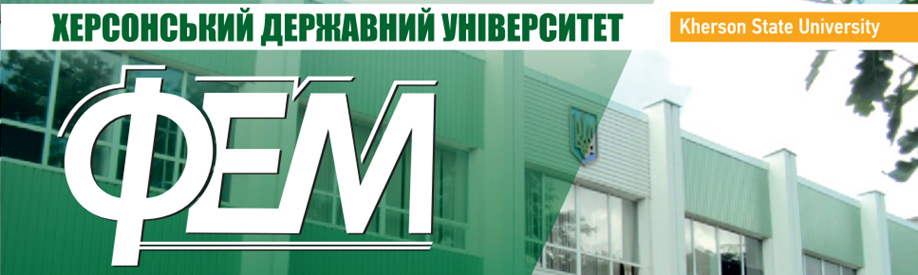 ХЕРСОНСЬКИЙ ДЕРЖАВНИЙ УНІВЕРСИТЕТ
Kherson State University
ФЕМ